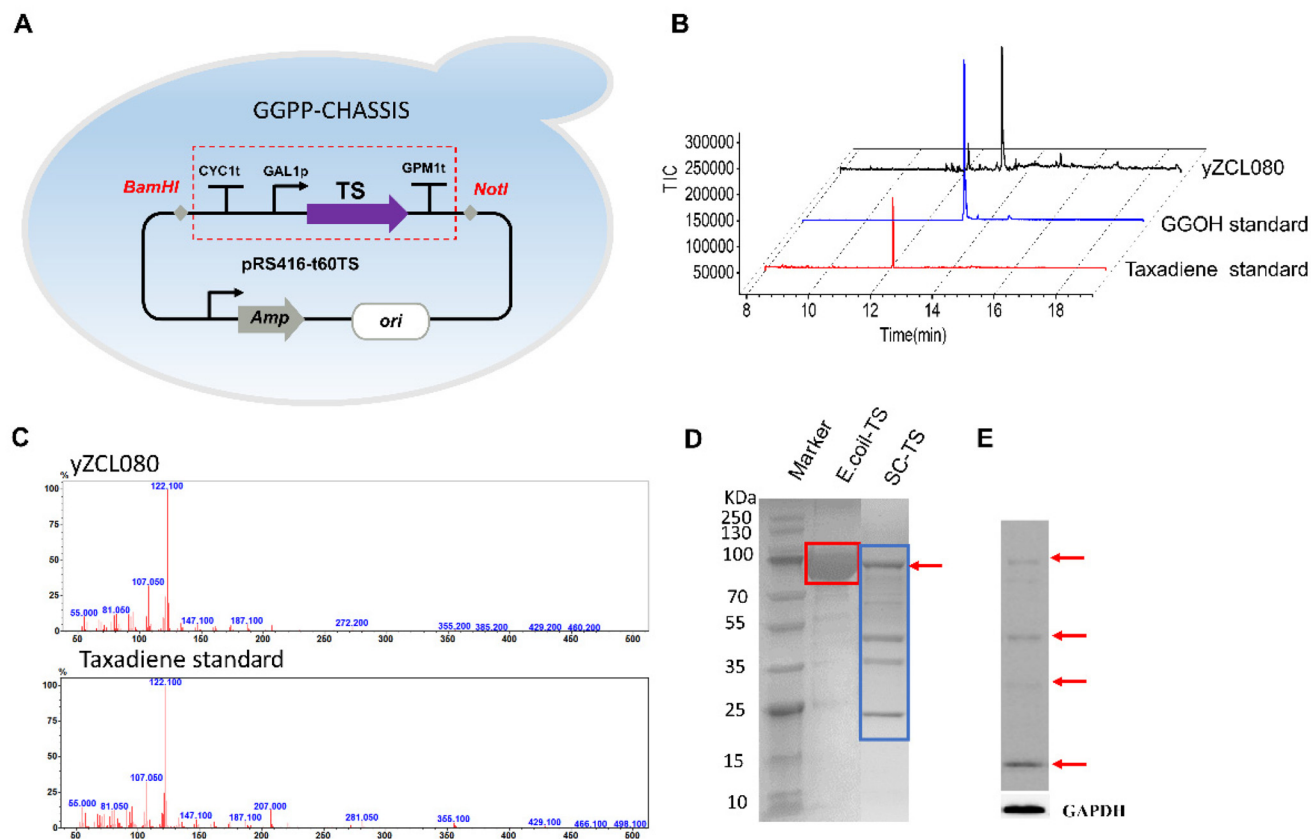 A
GGPP-CHASSIS
CYC1t
GAL1p
GPM1t
BamHI
TS
NotI
pRS416-t60TS
Amp
ori
B
TIC
300000
250000
200000
150000
100000
50000
yZCL080
GGOH standard
Taxadiene standard
8 10 12 14 16 18
Time(min)
C
yZCL080
%
100
75
50
25
0
122.100
107.050
55.000
81.050
147.100
187.100
272.200
355.200
385.200
429.200
460.200
50 100 150 200 250 300 350 400 450 500
Taxadiene standard
%
100
75
50
25
0
122.100
107.050
55.000
81.050
147.100
187.100
207.000
281.050
355.100
429.100
466.100
498.100
50 100 150 200 250 300 350 400 450 500
D
Marker
E.coil-TS
SC-TS
KDa
250
130
100
70
55
35
25
15
10
E
GAPDH